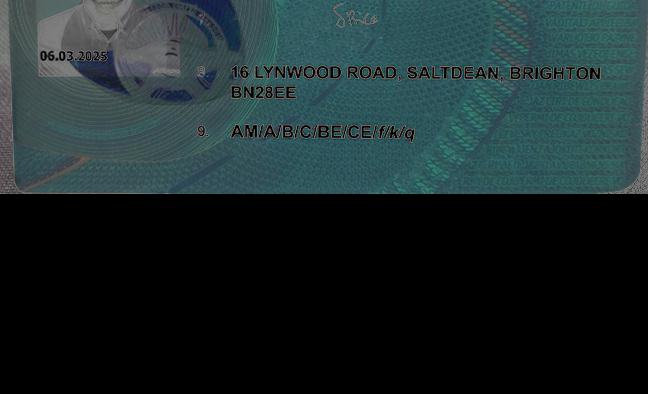 06.03.2025
8. 16 LYNWOOD ROAD, SALTDEAN, BRIGHTON
BN28EE
9. AM/A/B/C/BE/CE/f/k/q